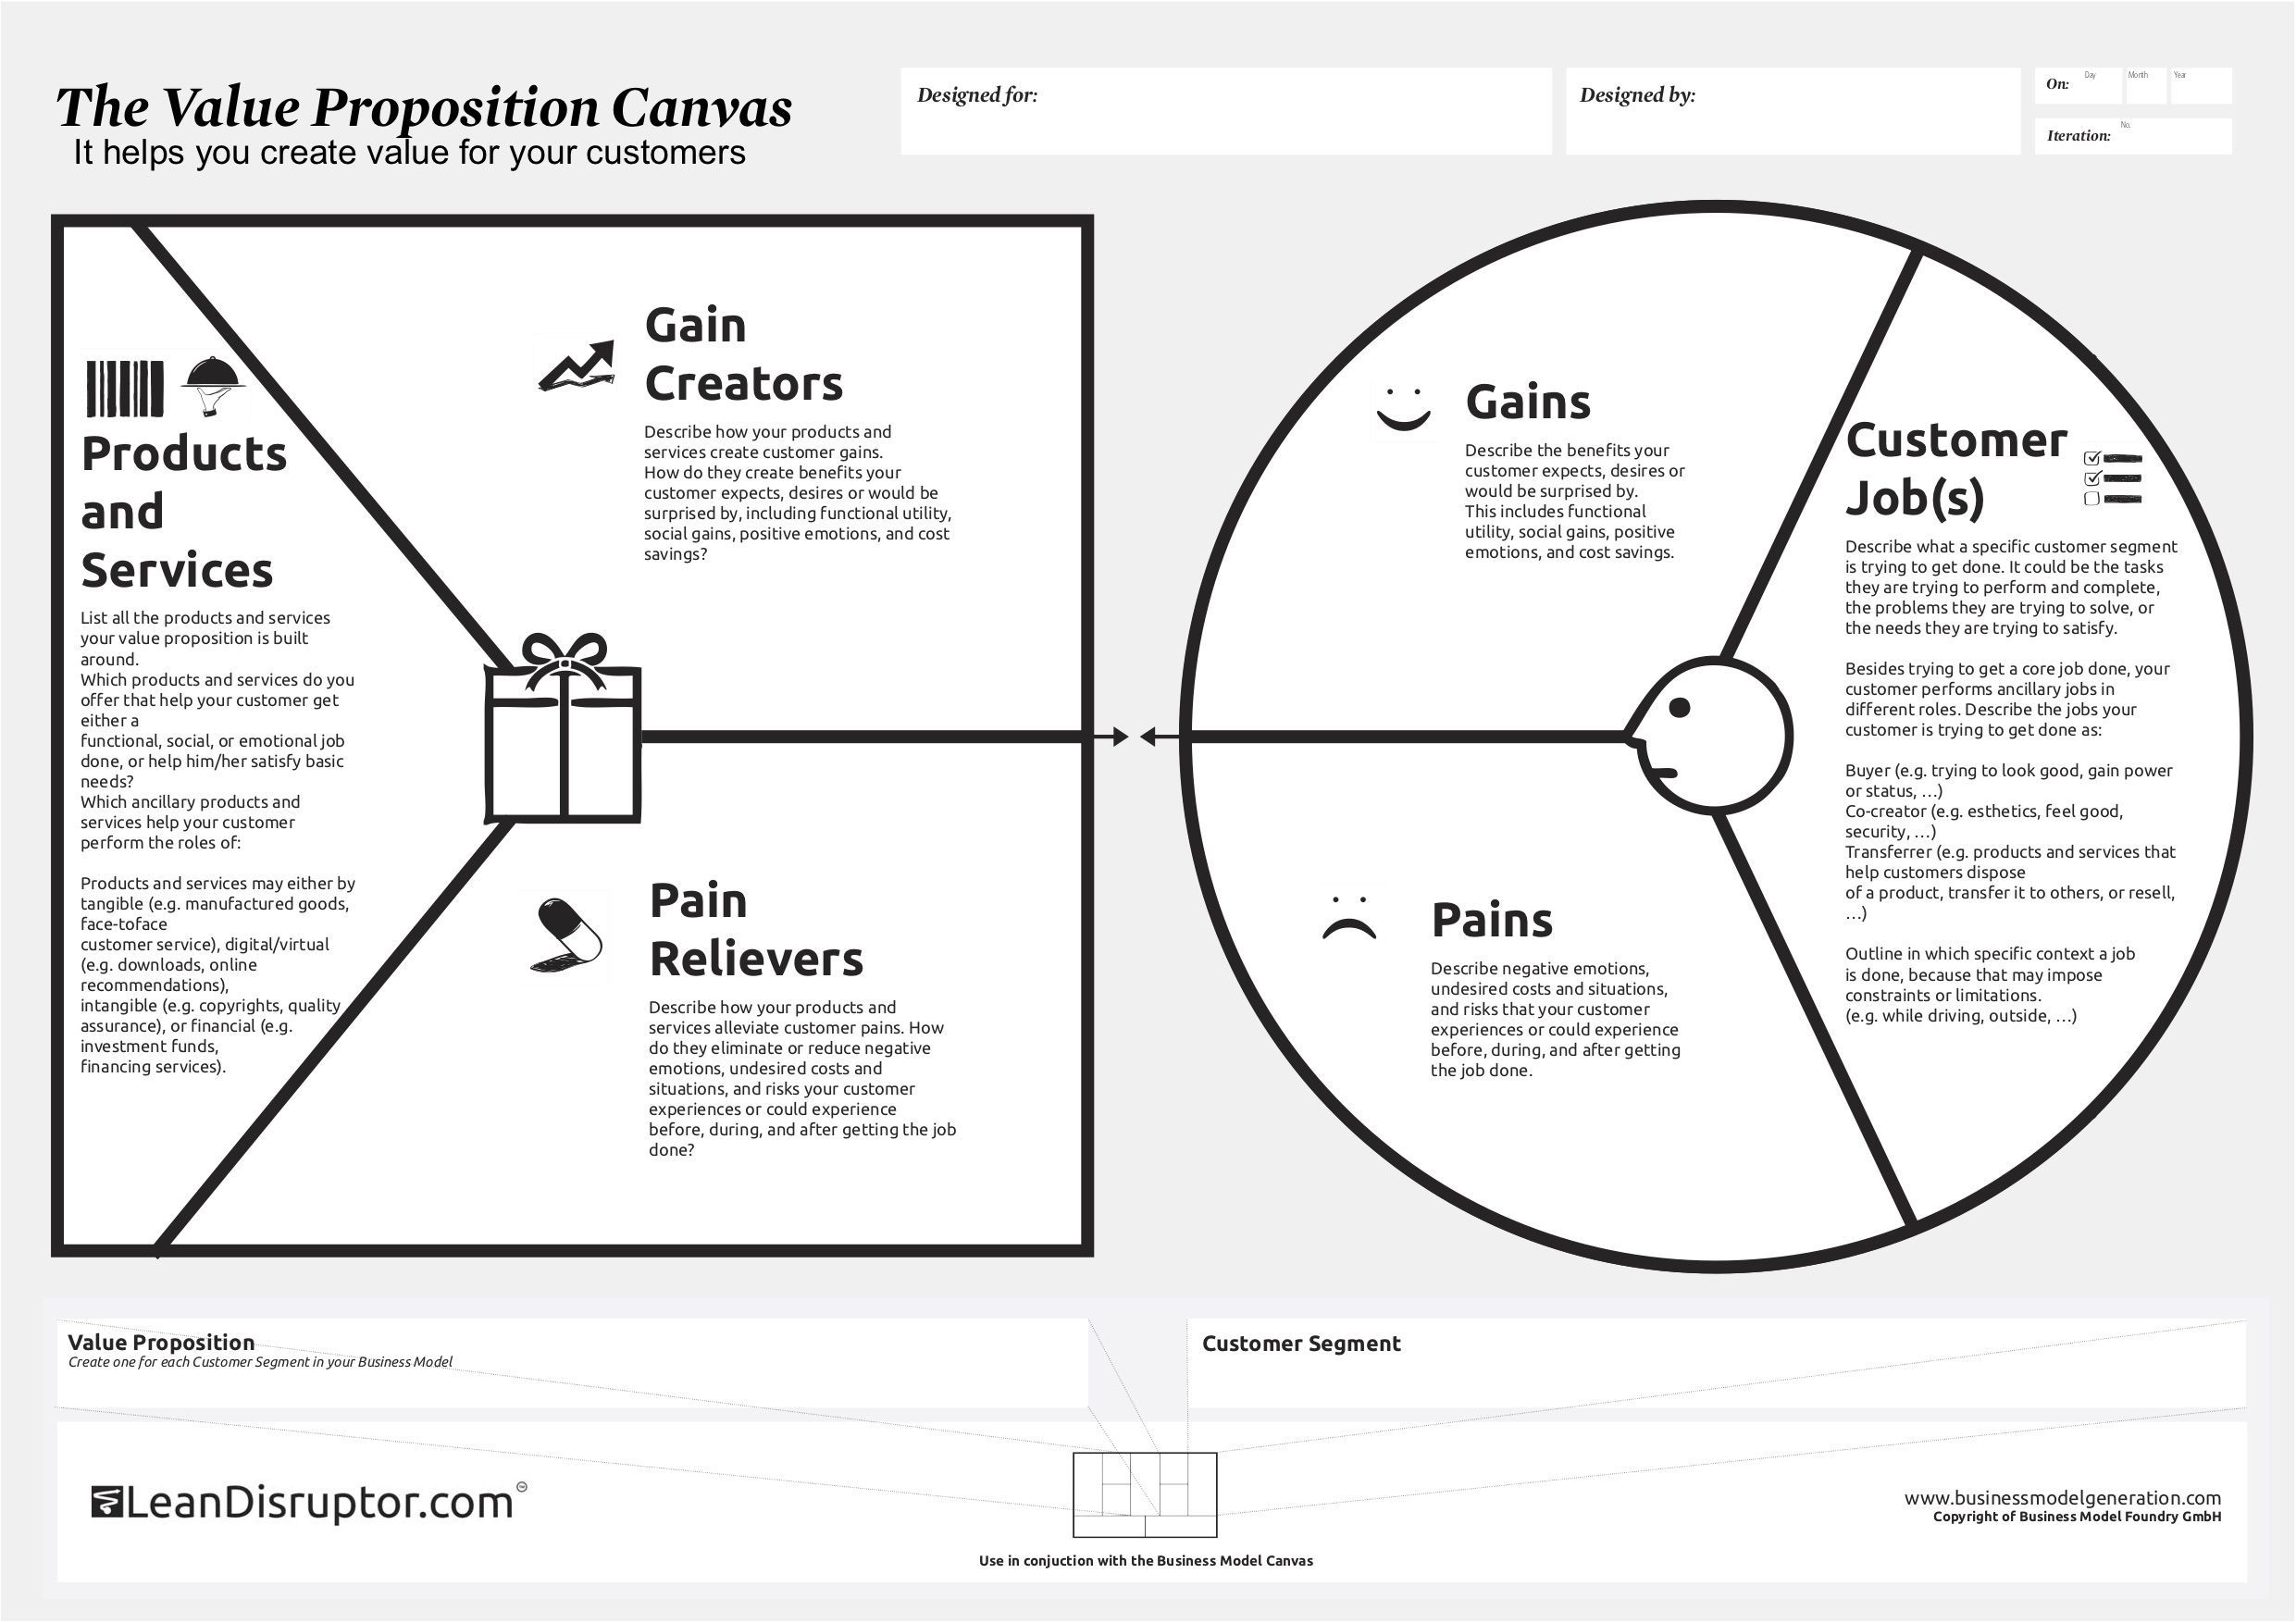 The Value Proposition Canvas
It helps you create value for your customers
Designed for:
Designed by:
On:
Day
Month
Year
Iteration:
No.
Products
and
Services
List all the products and services
your value proposition is built
around.
Which products and services do you
offer that help your customer get
either a
functional, social, or emotional job
done, or help him/her satisfy basic
needs?
Which ancillary products and
services help your customer
perform the roles of:
Products and services may either by
tangible (e.g. manufactured goods,
face-toface
customer service), digital/virtual
(e.g. downloads, online
recommendations),
intangible (e.g. copyrights, quality
assurance), or financial (e.g.
investment funds,
financing services).
Gain
Creators
Describe how your products and
services create customer gains.
How do they create benefits your
customer expects, desires or would be
surprised by, including functional utility,
social gains, positive emotions, and cost
savings?
Pain
Relievers
Describe how your products and
services alleviate customer pains. How
do they eliminate or reduce negative
emotions, undesired costs and
situations, and risks your customer
experiences or could experience
before, during, and after getting the job
done?
Gains
Describe the benefits your
customer expects, desires or
would be surprised by.
This includes functional
utility, social gains, positive
emotions, and cost savings.
Pains
Describe negative emotions,
undesired costs and situations,
and risks that your customer
experiences or could experience
before, during, and after getting
the job done.
Customer
Job(s)
Describe what a specific customer segment
is trying to get done. It could be the tasks
they are trying to perform and complete,
the problems they are trying to solve, or
the needs they are trying to satisfy.
Besides trying to get a core job done, your
customer performs ancillary jobs in
different roles. Describe the jobs your
customer is trying to get done as:
Buyer (e.g. trying to look good, gain power
or status, …)
Co-creator (e.g. esthetics, feel good,
security, …)
Transferrer (e.g. products and services that
help customers dispose
of a product, transfer it to others, or resell,
…)
Outline in which specific context a job
is done, because that may impose
constraints or limitations.
(e.g. while driving, outside, …)
Value Proposition
Create one for each Customer Segment in your Business Model
Customer Segment
LeanDisruptor.com
Use in conjuction with the Business Model Canvas
www.businessmodelgeneration.com
Copyright of Business Model Foundry GmbH